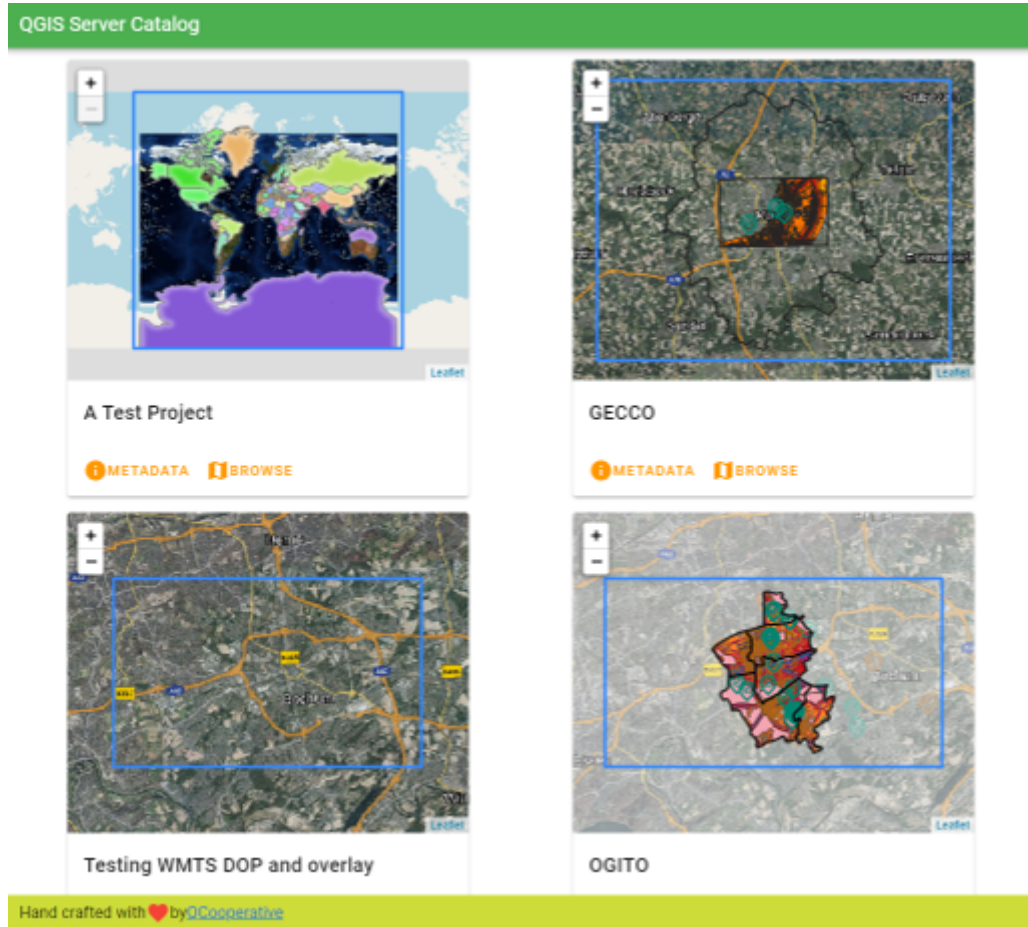 QGIS Server Catalog
+
−
Leaflet
A Test Project
METADATA BROWSE
+
−
Leaflet
GECCO
METADATA BROWSE
+
−
Bochum
Leaflet
Testing WMTS DOP and overlay
+
−
Leaflet
OGITO
Hand crafted with ❤ by QCooperative